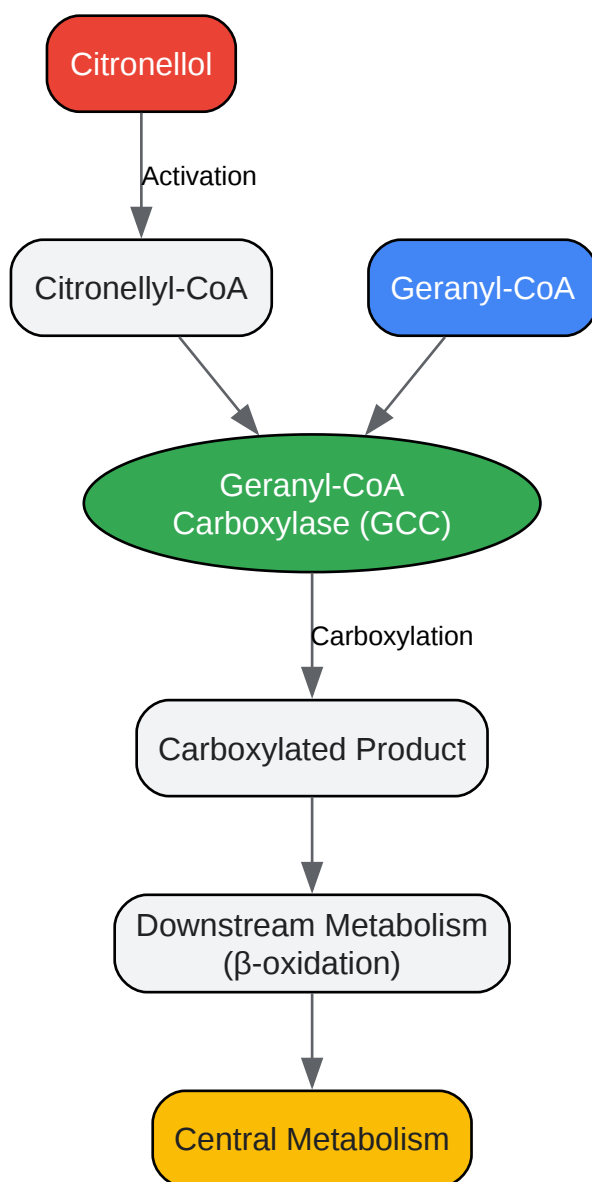 Citronellol
Activation
Citronellyl-CoA
Geranyl-CoA
Geranyl-CoA
Carboxylase (GCC)
Carboxylation
Carboxylated Product
Downstream Metabolism
(β-oxidation)
Central Metabolism